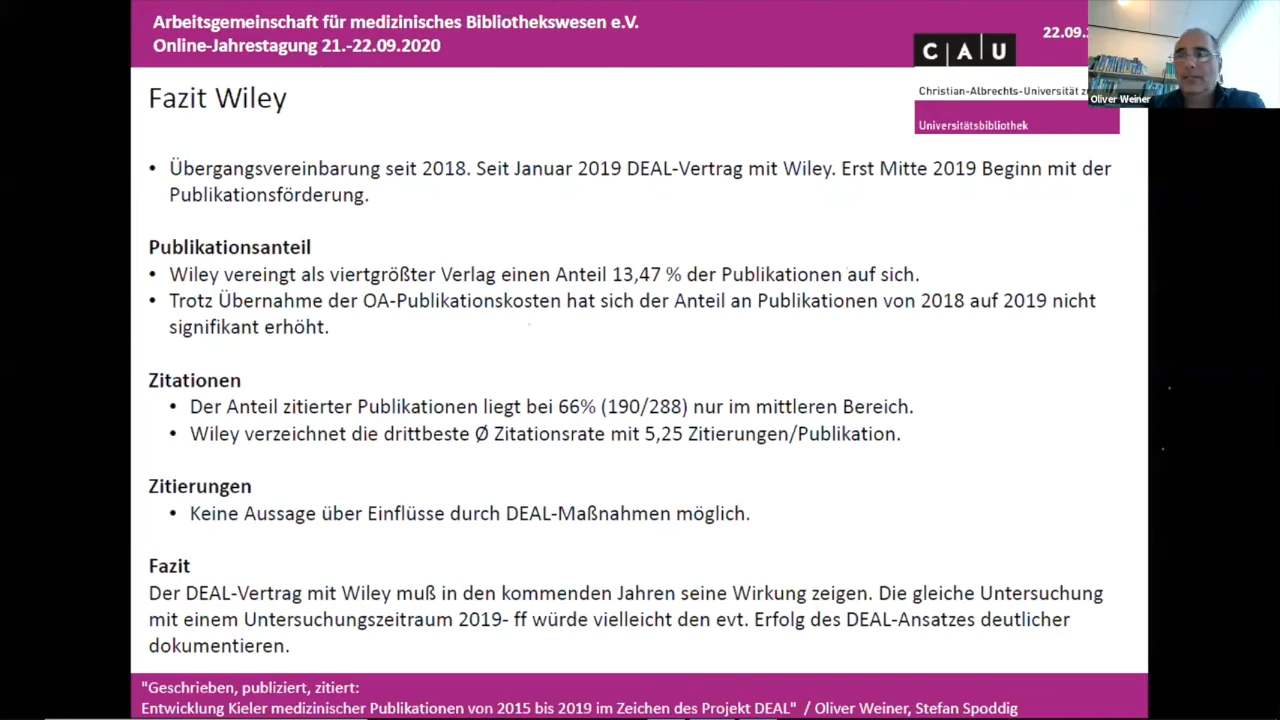 Arbeitsgemeinschaft für medizinisches Bibliothekswesen e.V.
Online-Jahrestagung 21.-22.09.2020
22.09.
C|A|U
Oliver Weiner
Christian-Albrechts-Universität
Universitätsbibliothek
Fazit Wiley
• Übergangsvereinbarung seit 2018. Seit Januar 2019 DEAL-Vertrag mit Wiley. Erst Mitte 2019 Beginn mit der
Publikationsförderung.
Publikationsanteil
• Wiley vereingt als viertgrößter Verlag einen Anteil 13,47 % der Publikationen auf sich.
• Trotz Übernahme der OA-Publikationskosten hat sich der Anteil an Publikationen von 2018 auf 2019 nicht
signifikant erhöht.
Zitationen
• Der Anteil zitierter Publikationen liegt bei 66% (190/288) nur im mittleren Bereich.
• Wiley verzeichnet die drittbeste Ø Zitationsrate mit 5,25 Zitierungen/Publikation.
Zitierungen
• Keine Aussage über Einflüsse durch DEAL-Maßnahmen möglich.
Fazit
Der DEAL-Vertrag mit Wiley muß in den kommenden Jahren seine Wirkung zeigen. Die gleiche Untersuchung
mit einem Untersuchungszeitraum 2019- ff würde vielleicht den evt. Erfolg des DEAL-Ansatzes deutlicher
dokumentieren.
"Geschrieben, publiziert, zitiert:
Entwicklung Kieler medizinischer Publikationen von 2015 bis 2019 im Zeichen des Projekt DEAL" / Oliver Weiner, Stefan Spoddig